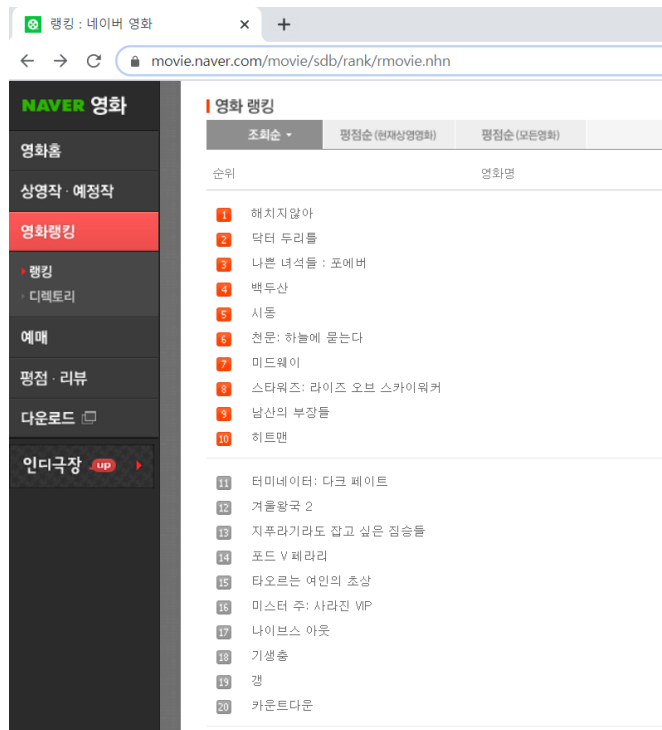 랭킹 : 네이버 영화
movie.naver.com/movie/sdb/rank/rmovie.nhn
NAVER 영화
영화홈
상영작 · 예정작
영화랭킹
랭킹
디렉토리
예매
평점 · 리뷰
다운로드
인디극장 up
영화 랭킹
조회순 평점순 (현재상영영화) 평점순 (모든영화)
순위 영화명
1 해치지않아
2 닥터 두리틀
3 나쁜 녀석들 : 포에버
4 백두산
5 시동
6 천문: 하늘에 묻는다
7 미드웨이
8 스타워즈: 라이즈 오브 스카이워커
9 남산의 부장들
10 히트맨
11 터미네이터: 다크 페이트
12 겨울왕국 2
13 지푸라기라도 잡고 싶은 짐승들
14 포드 V 페라리
15 타오르는 여인의 초상
16 미스터 주: 사라진 VIP
17 나이브스 아웃
18 기생충
19 갱
20 카운트다운